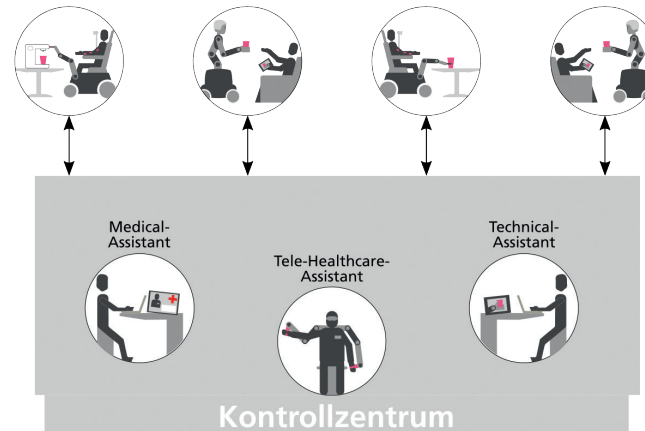 Medical-
Assistant
Tele-Healthcare-
Assistant
Technical-
Assistant
Kontrollzentrum